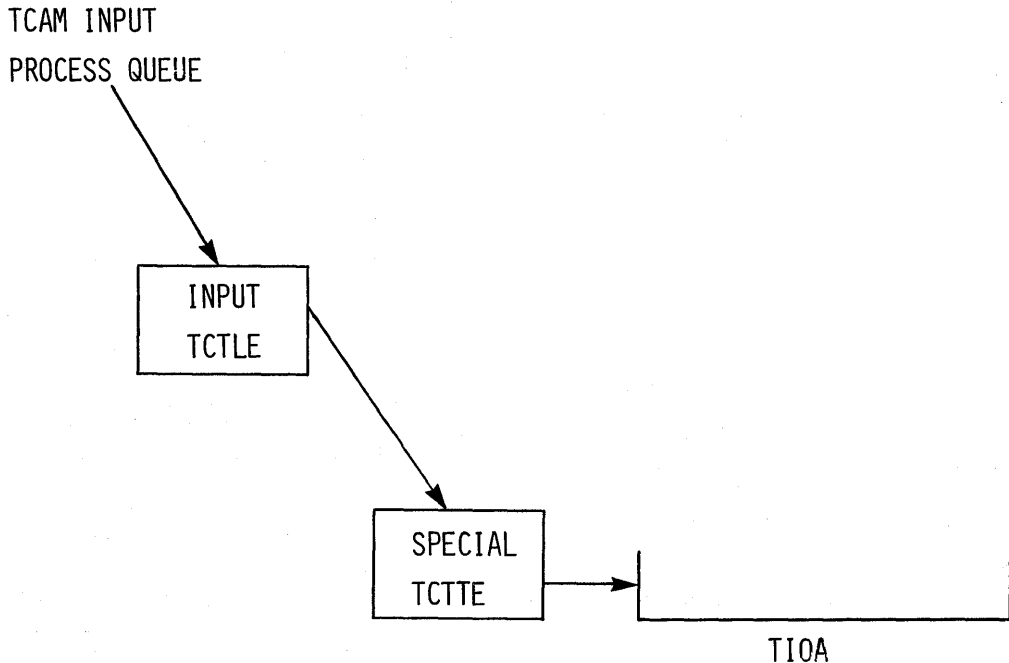 TCAM INPUT
PROCESS QUEUE
INPUT
TCTLE
SPECIAL
TCTTE
TIOA